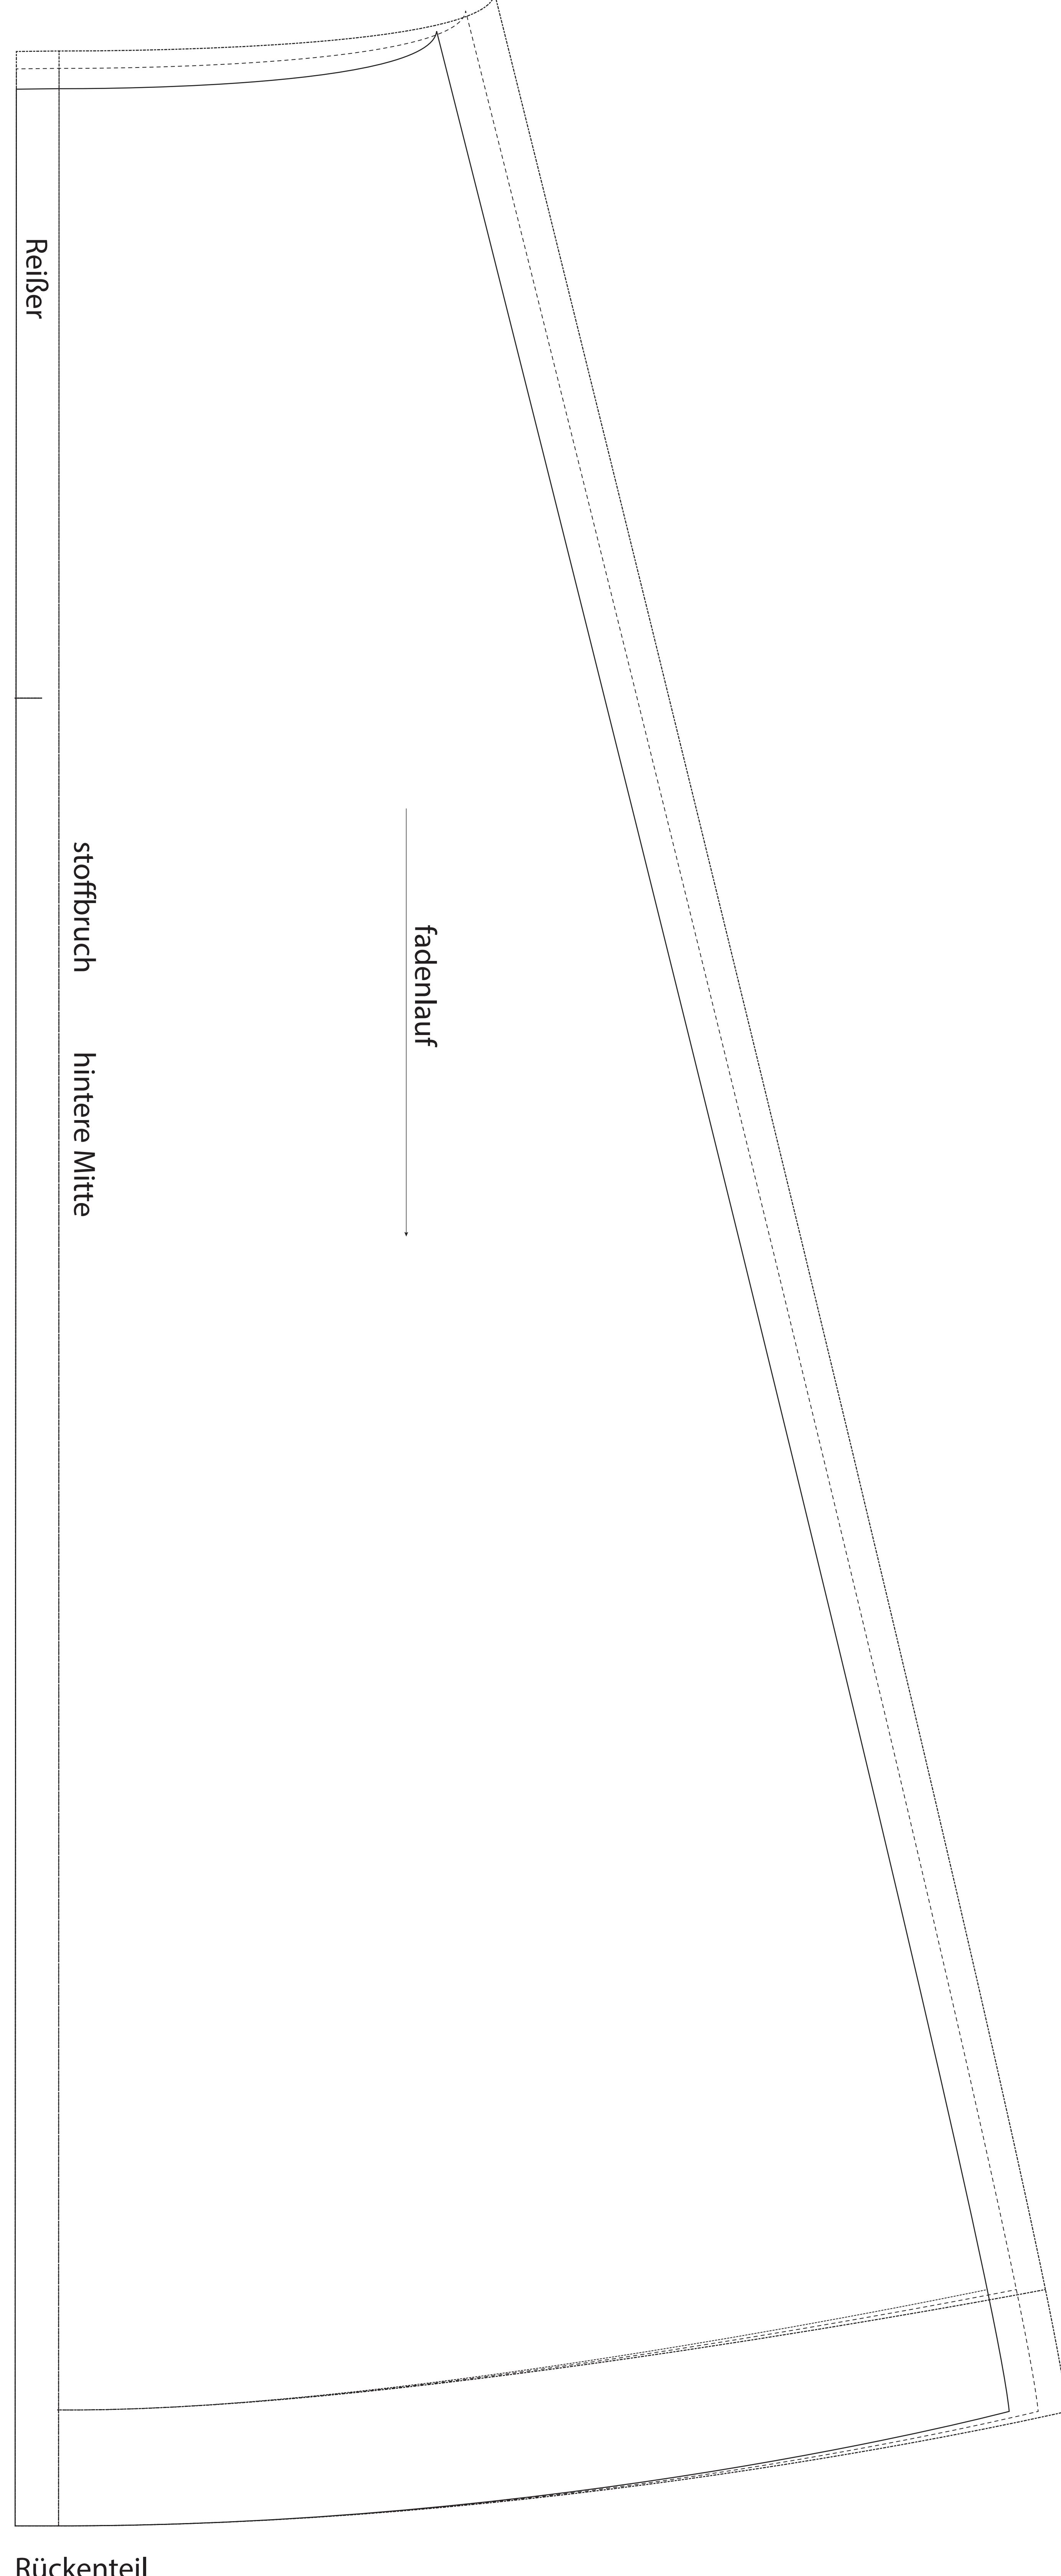 Reißer
stoffbruch hintere Mitte
fadenlauf
Rückenteil